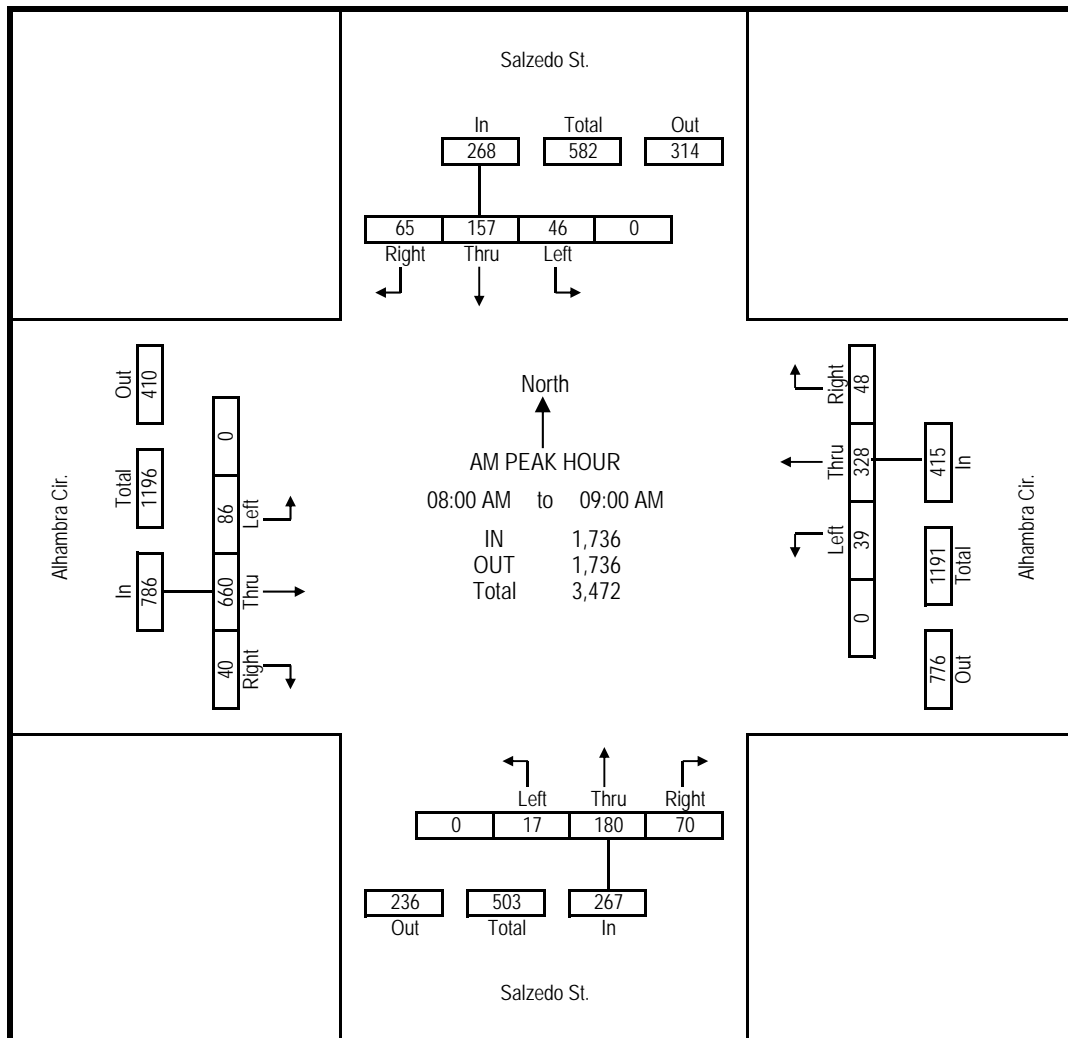 Salzedo St.
In Total Out
268 582 314
65 157 46 0
Right Thru Left
Alhambra Cir.
Out 410
Total 1196
In 786
0
86 Left
660 Thru
40 Right
North
AM PEAK HOUR
08:00 AM to 09:00 AM
IN 1,736
OUT 1,736
Total 3,472
Right 48
Thru 328
Left 39
0
415 In
1191 Total
776 Out
Alhambra Cir.
Left Thru Right
0 17 180 70
236 503 267
Out Total In
Salzedo St.